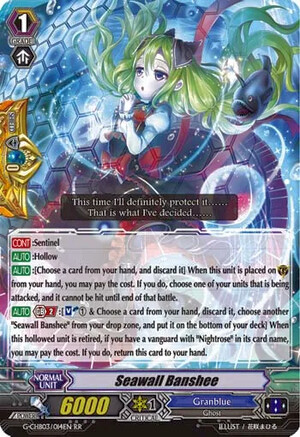 1
GRADE
This time I'll definitely protect it......
That is what I've decided......
CONT:Sentinel
AUTO:Hollow
AUTO:[Choose a card from your hand, and discard it] When this unit is placed on GC
from your hand, you may pay the cost. If you do, choose one of your units that is being
attacked, and it cannot be hit until end of that battle.
AUTO:[CB 2 & Choose a card from your hand, discard it, choose another
"Seawall Banshee" from your drop zone, and put it on the bottom of your deck] When
this hollowed unit is retired, if you have a vanguard with "Nightrose" in its card name,
you may pay the cost. If you do, return this card to your hand.
NORMAL
UNIT
Seawall Banshee
POWER
6000
1
CRITICAL
Granblue
Ghost
G-CHB03/014EN RR